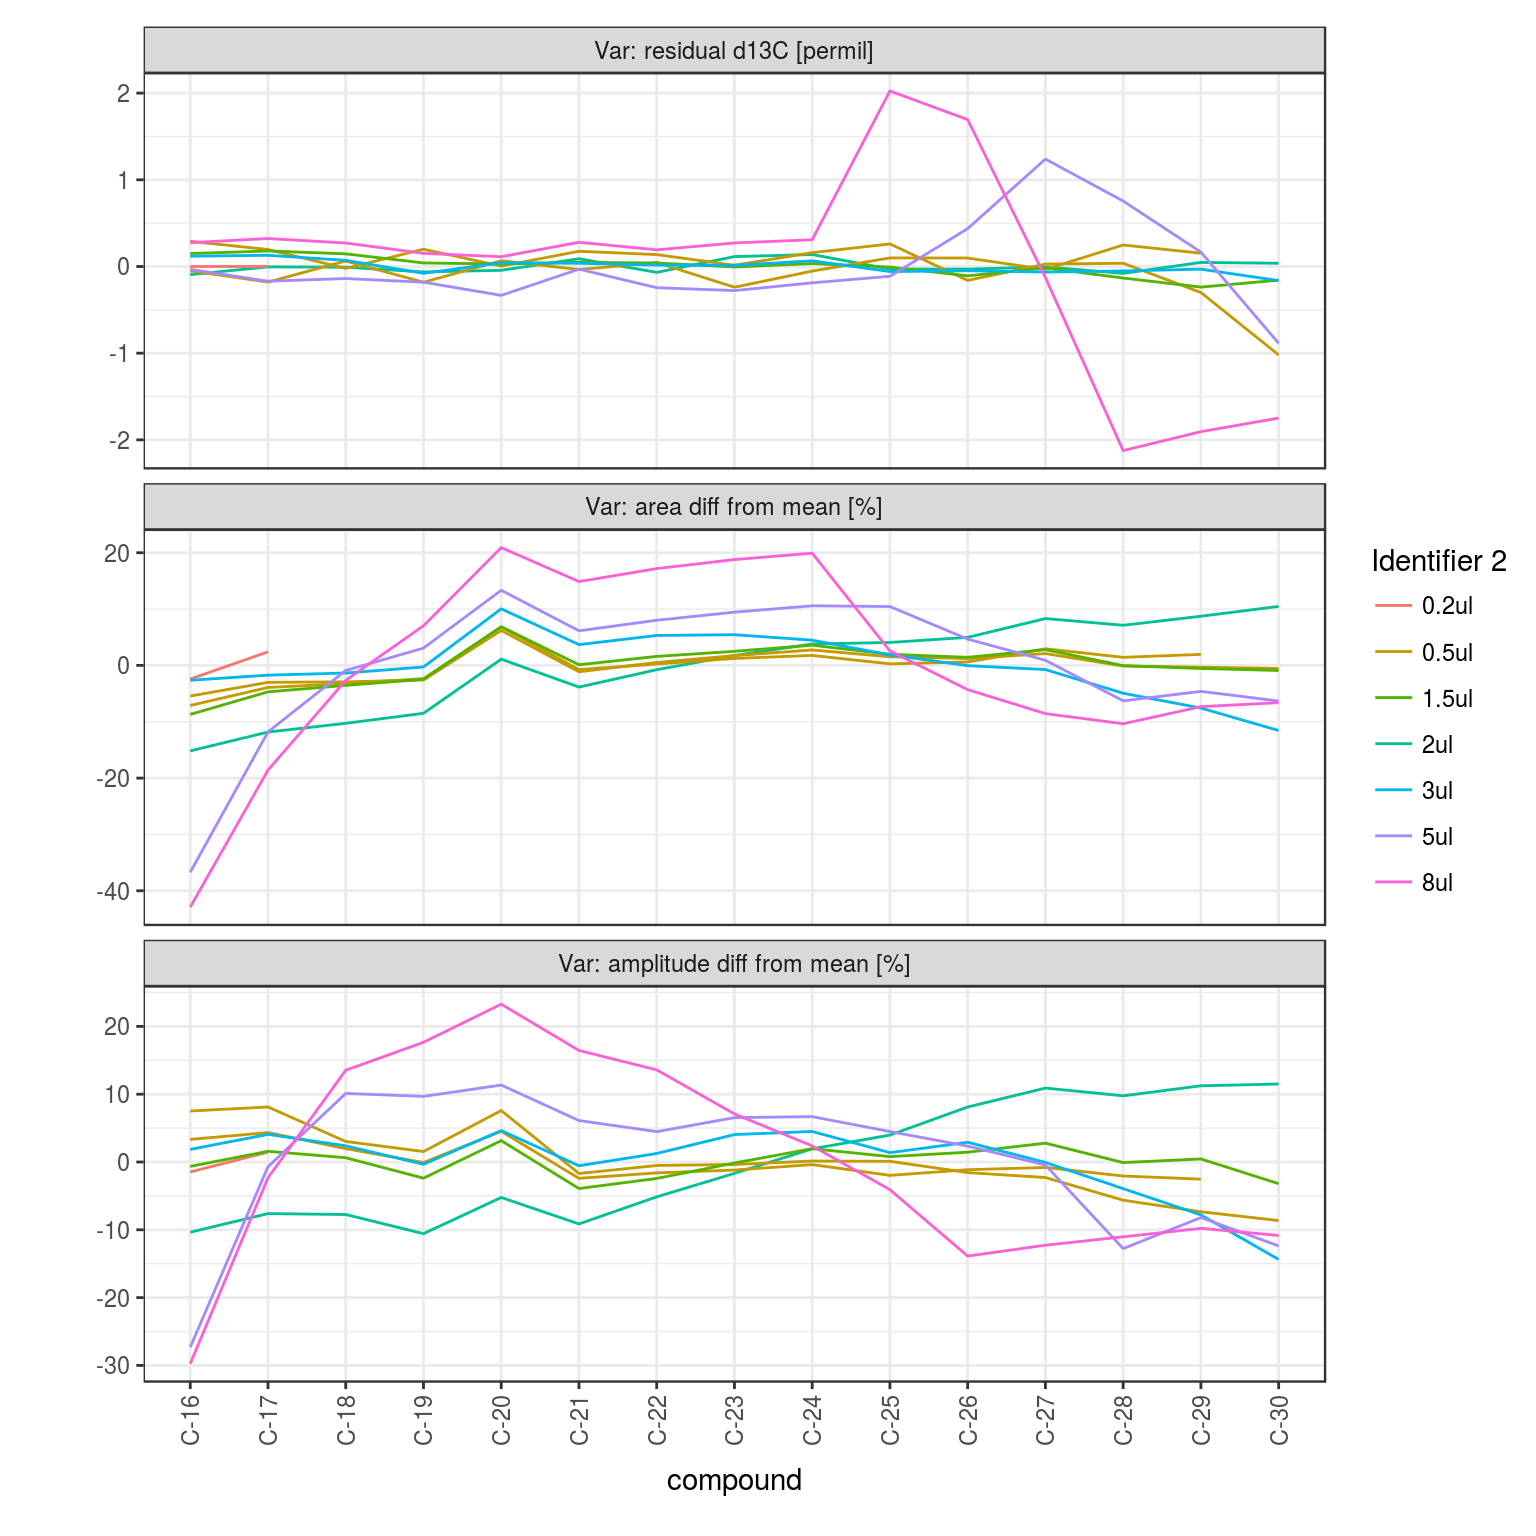 Var: residual d13C [permil]
2
1
0
-1
-2
Var: area diff from mean [%]
20
0
-20
-40
Var: amplitude diff from mean [%]
20
10
0
-10
-20
-30
C-16
C-17
C-18
C-19
C-20
C-21
C-22
C-23
C-24
C-25
C-26
C-27
C-28
C-29
C-30
compound
Identifier 2
0.2ul
0.5ul
1.5ul
2ul
3ul
5ul
8ul